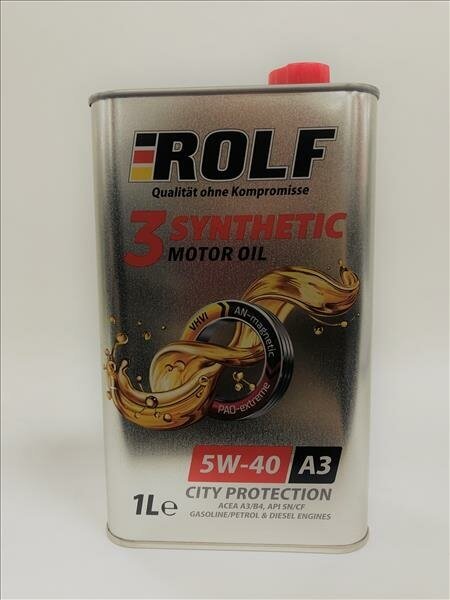 ROLF
Qualität ohne Kompromisse
3 SYNTHETIC
MOTOR OIL
VHVI
AN-magnetic
PAO-extreme
5W-40 A3
1L e
CITY PROTECTION
ACEA A3/B4, API SN/CF
GASOLINE/PETROL & DIESEL ENGINES